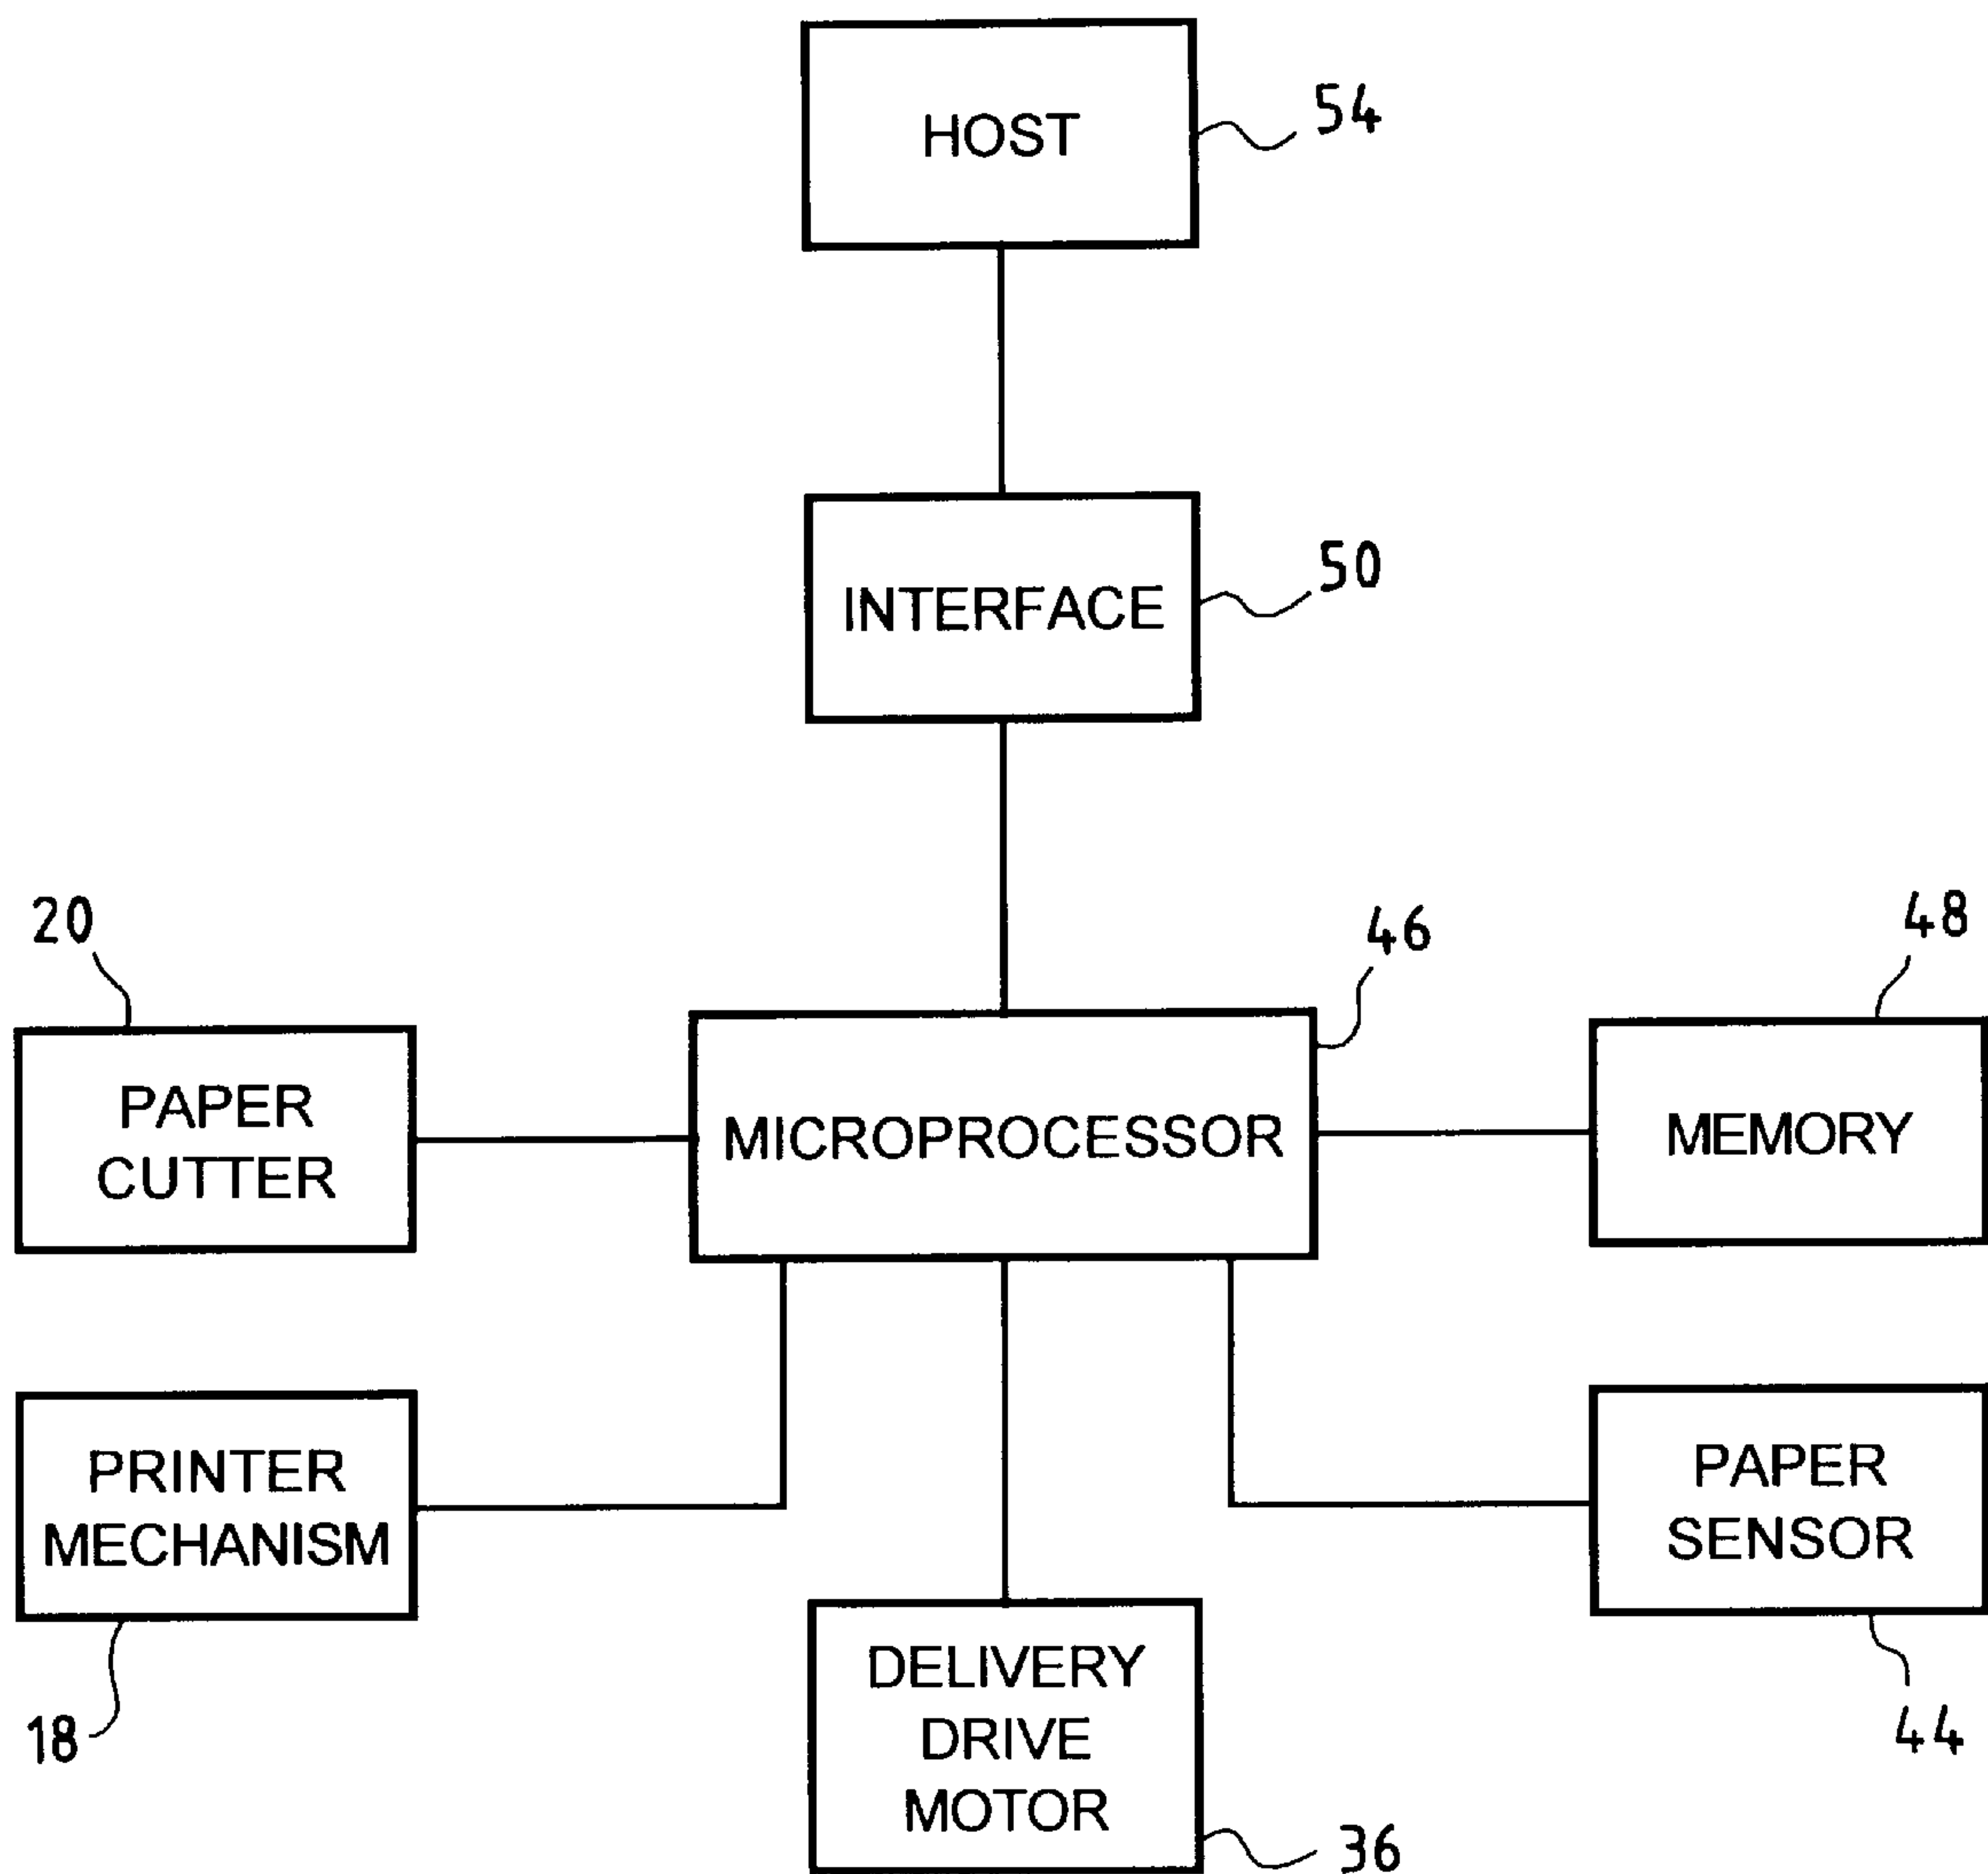 HOST
54
INTERFACE
50
20
46
48
PAPER
CUTTER
MICROPROCESSOR
MEMORY
PRINTER
MECHANISM
PAPER
SENSOR
DELIVERY
DRIVE
MOTOR
18
44
36